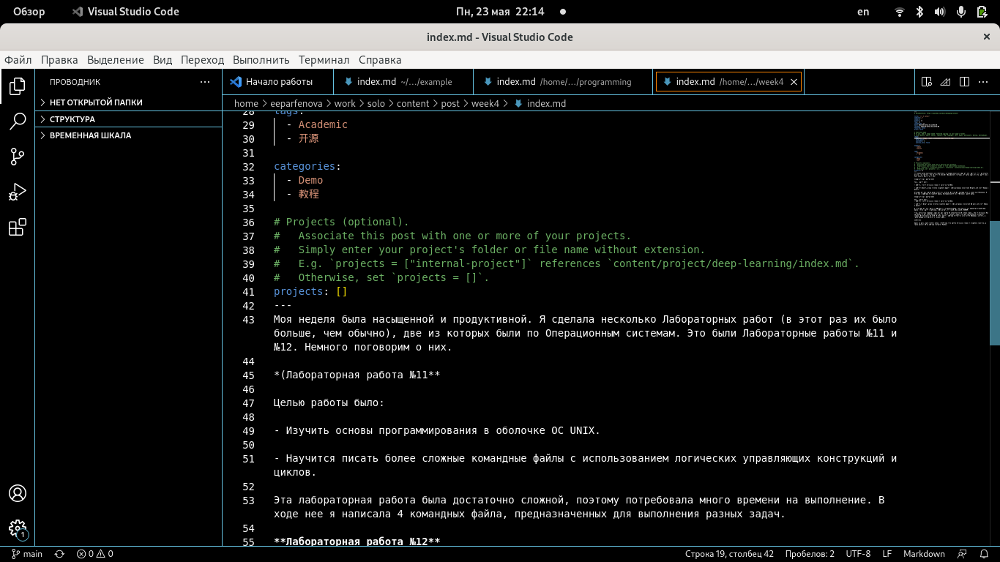 Обзор Visual Studio Code Пн, 23 мая 22:14 en
index.md - Visual Studio Code
Файл Правка Выделение Вид Переход Выполнить Терминал Справка
ПРОВОДНИК
НЕТ ОТКРЫТОЙ ПАПКИ
СТРУКТУРА
ВРЕМЕННАЯ ШКАЛА
Начало работы index.md ~/.../example index.md /home/.../programming index.md /home/.../week4
home > eeparfenova > work > solo > content > post > week4 > index.md
28 tags:
29 - Academic
30 - 开源
31
32 categories:
33 - Demo
34 - 教程
35
36 # Projects (optional).
37 # Associate this post with one or more of your projects.
38 # Simply enter your project's folder or file name without extension.
39 # E.g. `projects = ["internal-project"]` references `content/project/deep-learning/index.md`.
40 # Otherwise, set `projects = []`.
41 projects: []
42 ---
43 Моя неделя была насыщенной и продуктивной. Я сделала несколько Лабораторных работ (в этот раз их было
больше, чем обычно), две из которых были по Операционным системам. Это были Лабораторные работы №11 и
№12. Немного поговорим о них.
44
45 *(Лабораторная работа №11**
46
47 Целью работы было:
48
49 - Изучить основы программирования в оболочке ОС UNIX.
50
51 - Научится писать более сложные командные файлы с использованием логических управляющих конструкций и
циклов.
52
53 Эта лабораторная работа была достаточно сложной, поэтому потребовала много времени на выполнение. В
ходе нее я написала 4 командных файла, предназначенных для выполнения разных задач.
54
55 **Лабораторная работа №12**
1
main 0 0 Строка 19, столбец 42 Пробелов: 2 UTF-8 LF Markdown